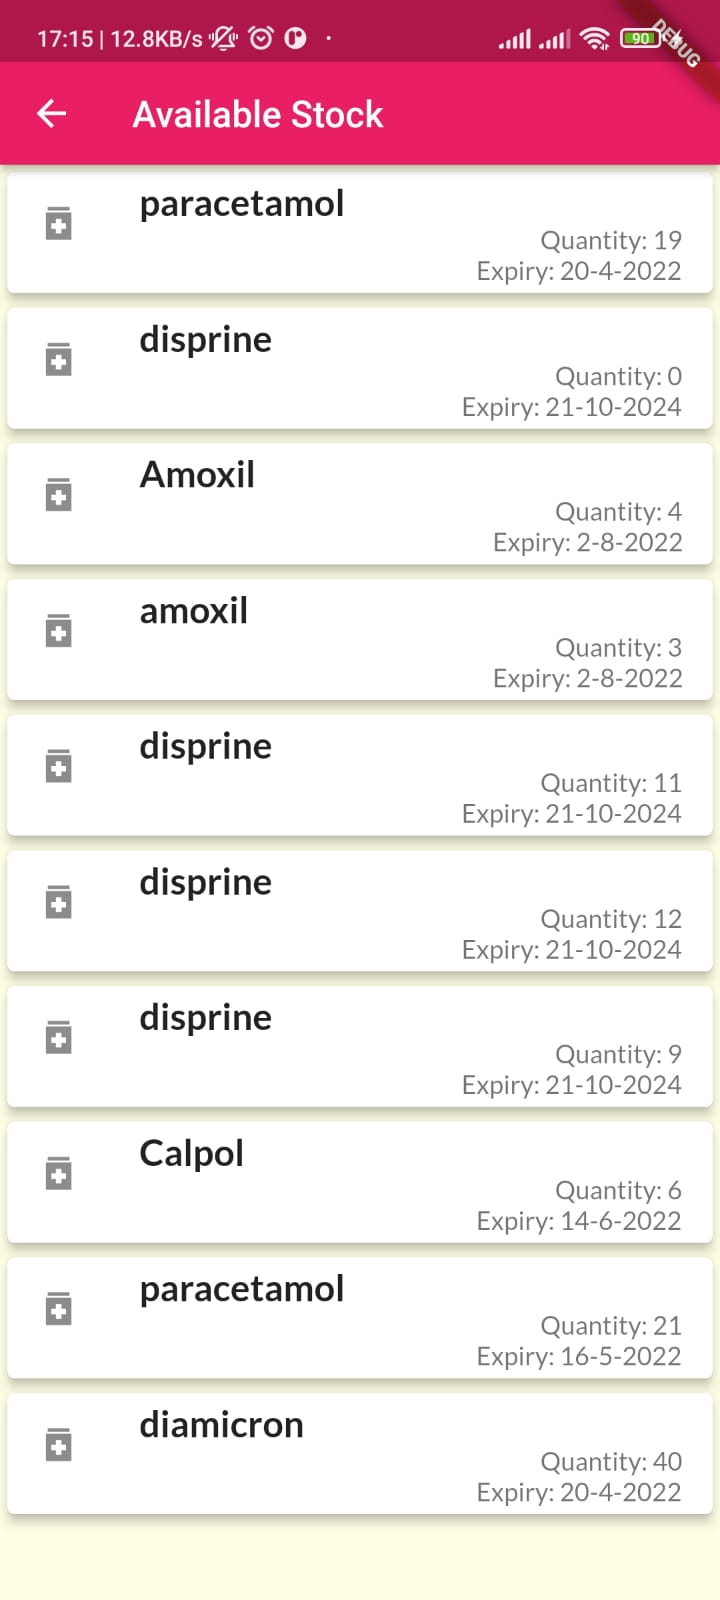 17:15 | 12.8KB/s
90
DEBUG
Available Stock
paracetamol
Quantity: 19
Expiry: 20-4-2022
disprine
Quantity: 0
Expiry: 21-10-2024
Amoxil
Quantity: 4
Expiry: 2-8-2022
amoxil
Quantity: 3
Expiry: 2-8-2022
disprine
Quantity: 11
Expiry: 21-10-2024
disprine
Quantity: 12
Expiry: 21-10-2024
disprine
Quantity: 9
Expiry: 21-10-2024
Calpol
Quantity: 6
Expiry: 14-6-2022
paracetamol
Quantity: 21
Expiry: 16-5-2022
diamicron
Quantity: 40
Expiry: 20-4-2022